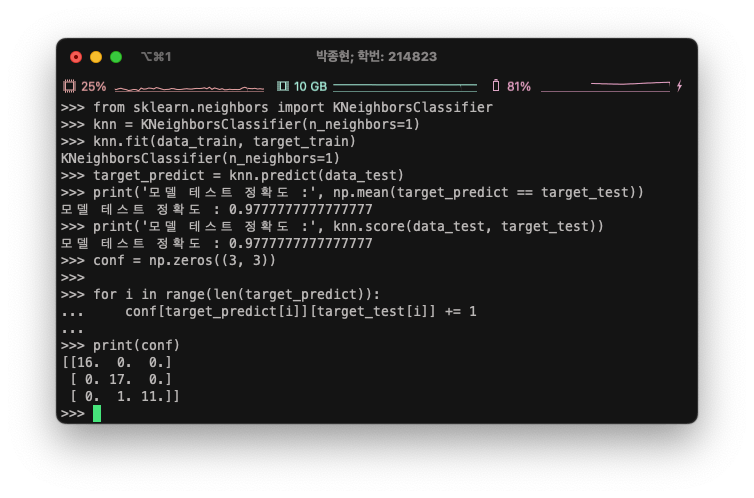 ⌥⌘1 박종현; 학번: 214823
25% 10 GB 81%
>>> from sklearn.neighbors import KNeighborsClassifier
>>> knn = KNeighborsClassifier(n_neighbors=1)
>>> knn.fit(data_train, target_train)
KNeighborsClassifier(n_neighbors=1)
>>> target_predict = knn.predict(data_test)
>>> print('모델 테스트 정확도 :', np.mean(target_predict == target_test))
모델 테스트 정확도 : 0.9777777777777777
>>> print('모델 테스트 정확도 :', knn.score(data_test, target_test))
모델 테스트 정확도 : 0.9777777777777777
>>> conf = np.zeros((3, 3))
>>>
>>> for i in range(len(target_predict)):
...     conf[target_predict[i]][target_test[i]] += 1
...
>>> print(conf)
[[16.  0.  0.]
 [ 0. 17.  0.]
 [ 0.  1. 11.]]
>>>